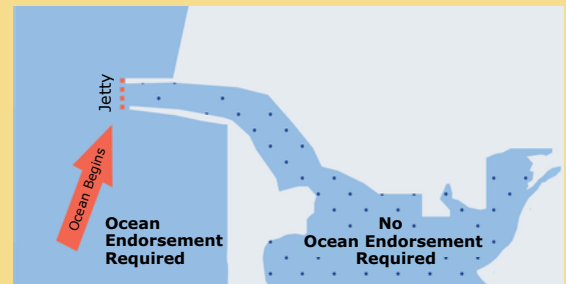 Jetty
Ocean Begins
Ocean
Endorsement
Required
No
Ocean Endorsement
Required